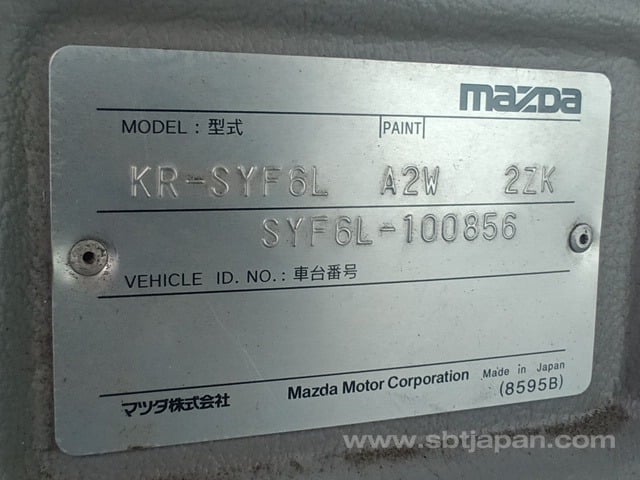 mazda
MODEL : 型式 PAINT
KR-SYF6L A2W 2ZK
SYF6L-100856
VEHICLE ID. NO.: 車台番号
マツダ株式会社 Mazda Motor Corporation Made in Japan
(8595B)
www.sbtjapan.com